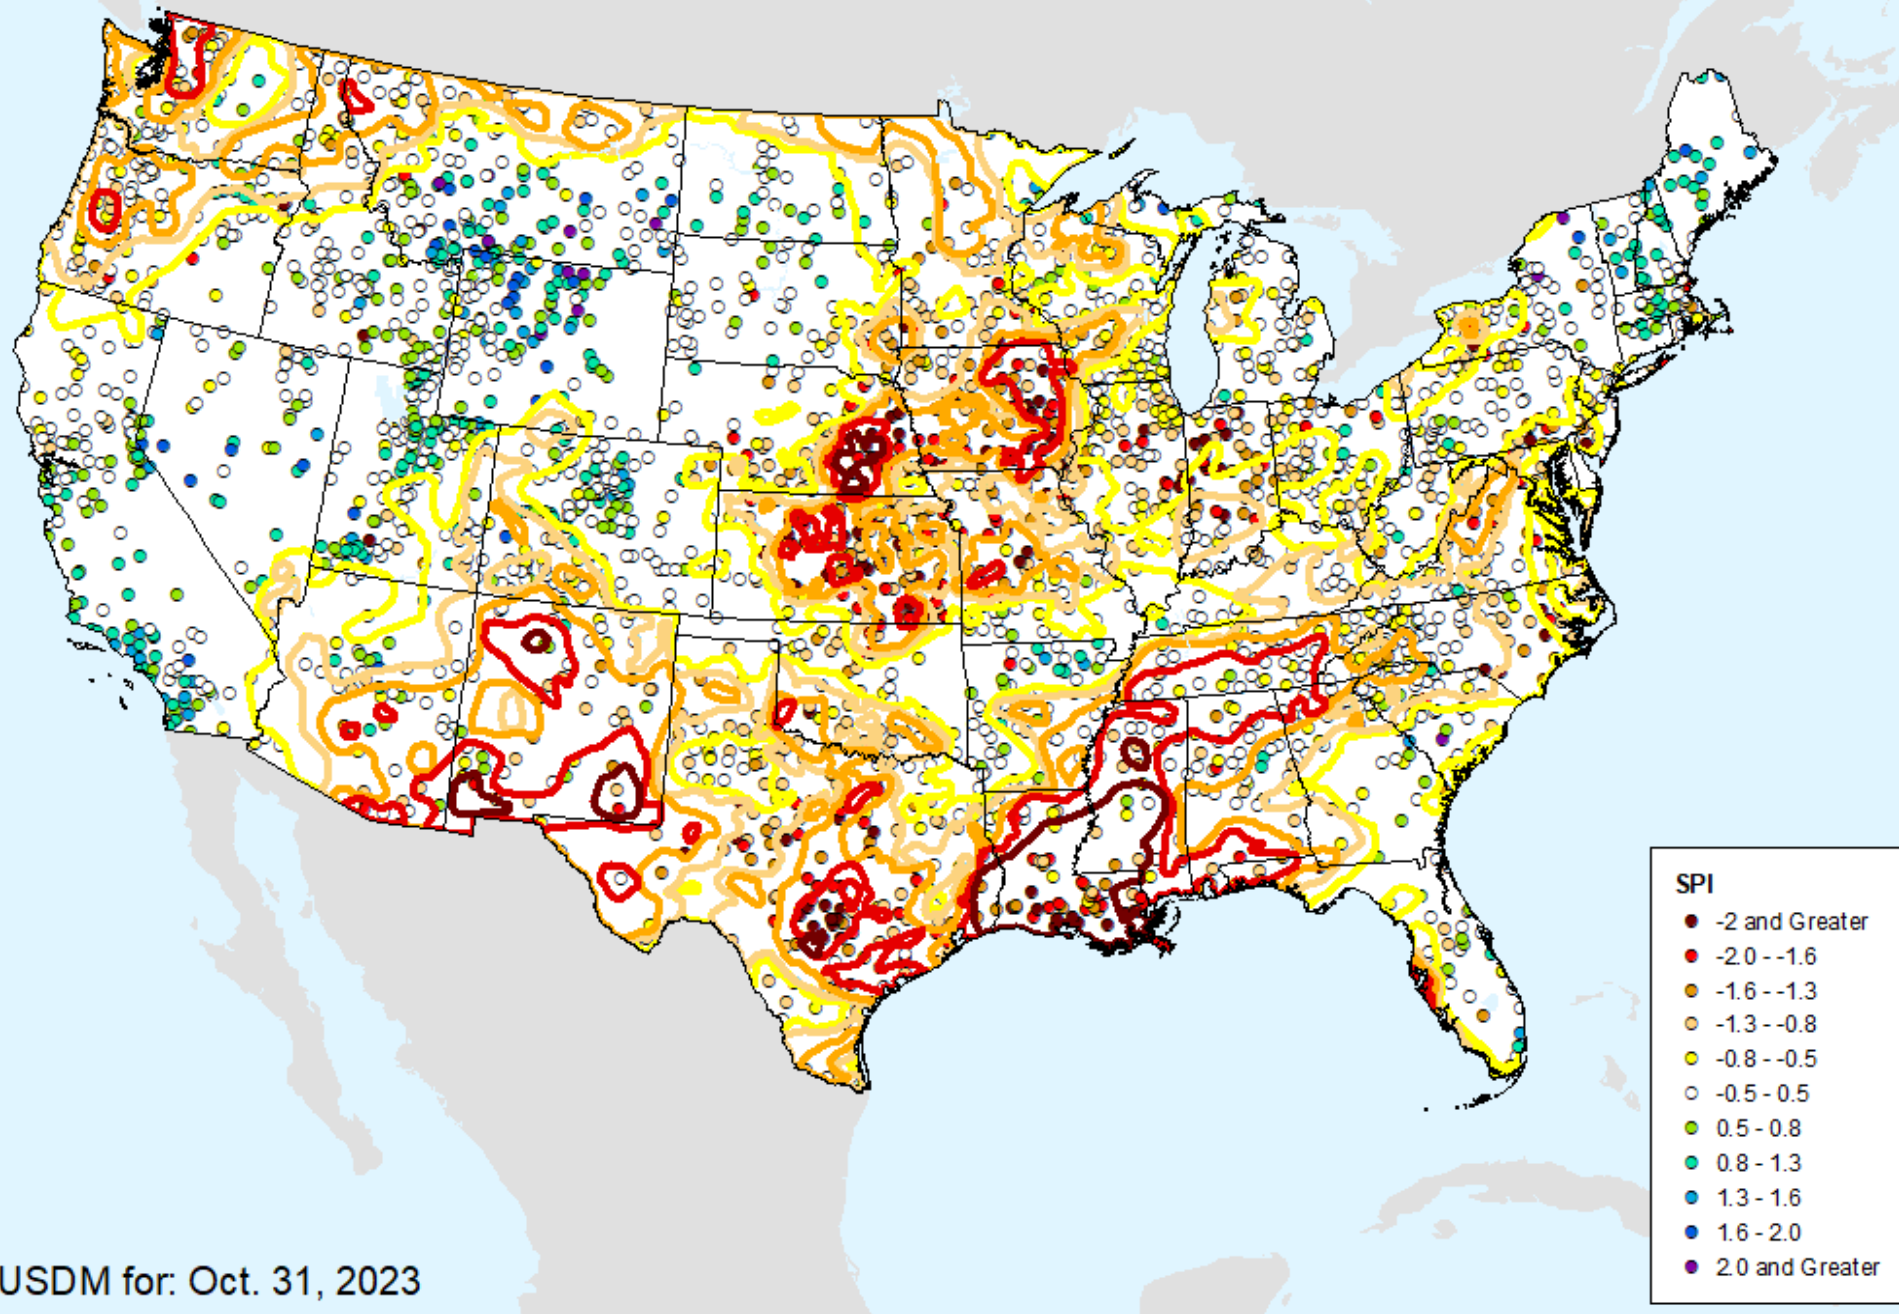 SPI
-2 and Greater
-2.0 - -1.6
-1.6 - -1.3
-1.3 - -0.8
-0.8 - -0.5
-0.5 - 0.5
0.5 - 0.8
0.8 - 1.3
1.3 - 1.6
1.6 - 2.0
2.0 and Greater
USDM for: Oct. 31, 2023